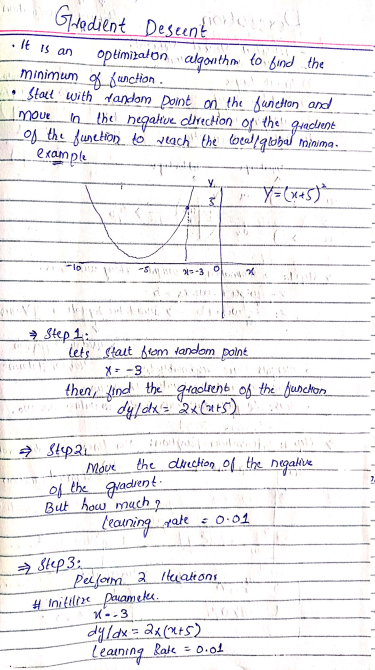 Gradient Descent
• It is an optimization algorithm to find the
minimum of function.
• Start with random point on the function and
move in the negative direction of the gradient
of the function to reach the local/global minima.
example
Y
5
Y=(x+5)²
-10 -5 x=-3 0 x
⇒ Step 1:
lets start from random point
x = -3
then, find the gradient of the function
dy/dx = 2x(x+5)
⇒ Step 2:
Move the direction of the negative
of the gradient.
But how much?
learning rate = 0.01
⇒ Step 3:
Perform 2 iterations
# Initilize parameter.
x = -3
dy/dx = 2x(x+5)
Learning Rate = 0.01